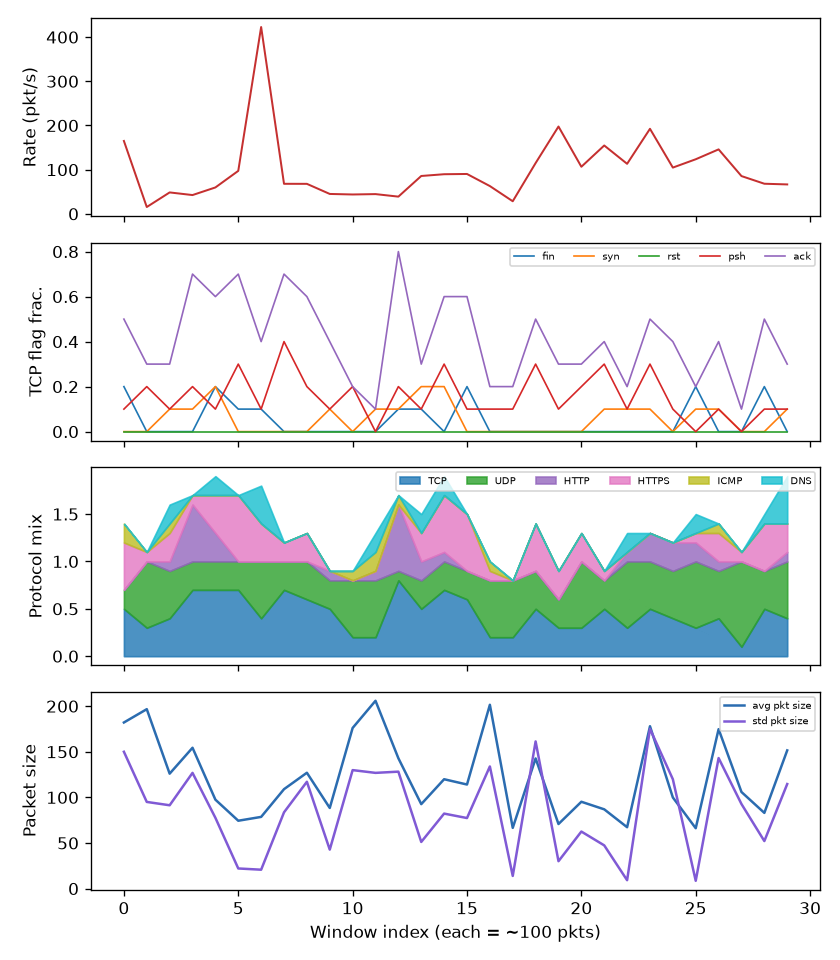 400
300
200
100
0
Rate (pkt/s)
0.8
0.6
0.4
0.2
0.0
TCP flag frac.
fin syn rst psh ack
1.5
1.0
0.5
0.0
Protocol mix
TCP UDP HTTP HTTPS ICMP DNS
200
150
100
50
0
Packet size
avg pkt size
std pkt size
0 5 10 15 20 25 30
Window index (each = ~100 pkts)